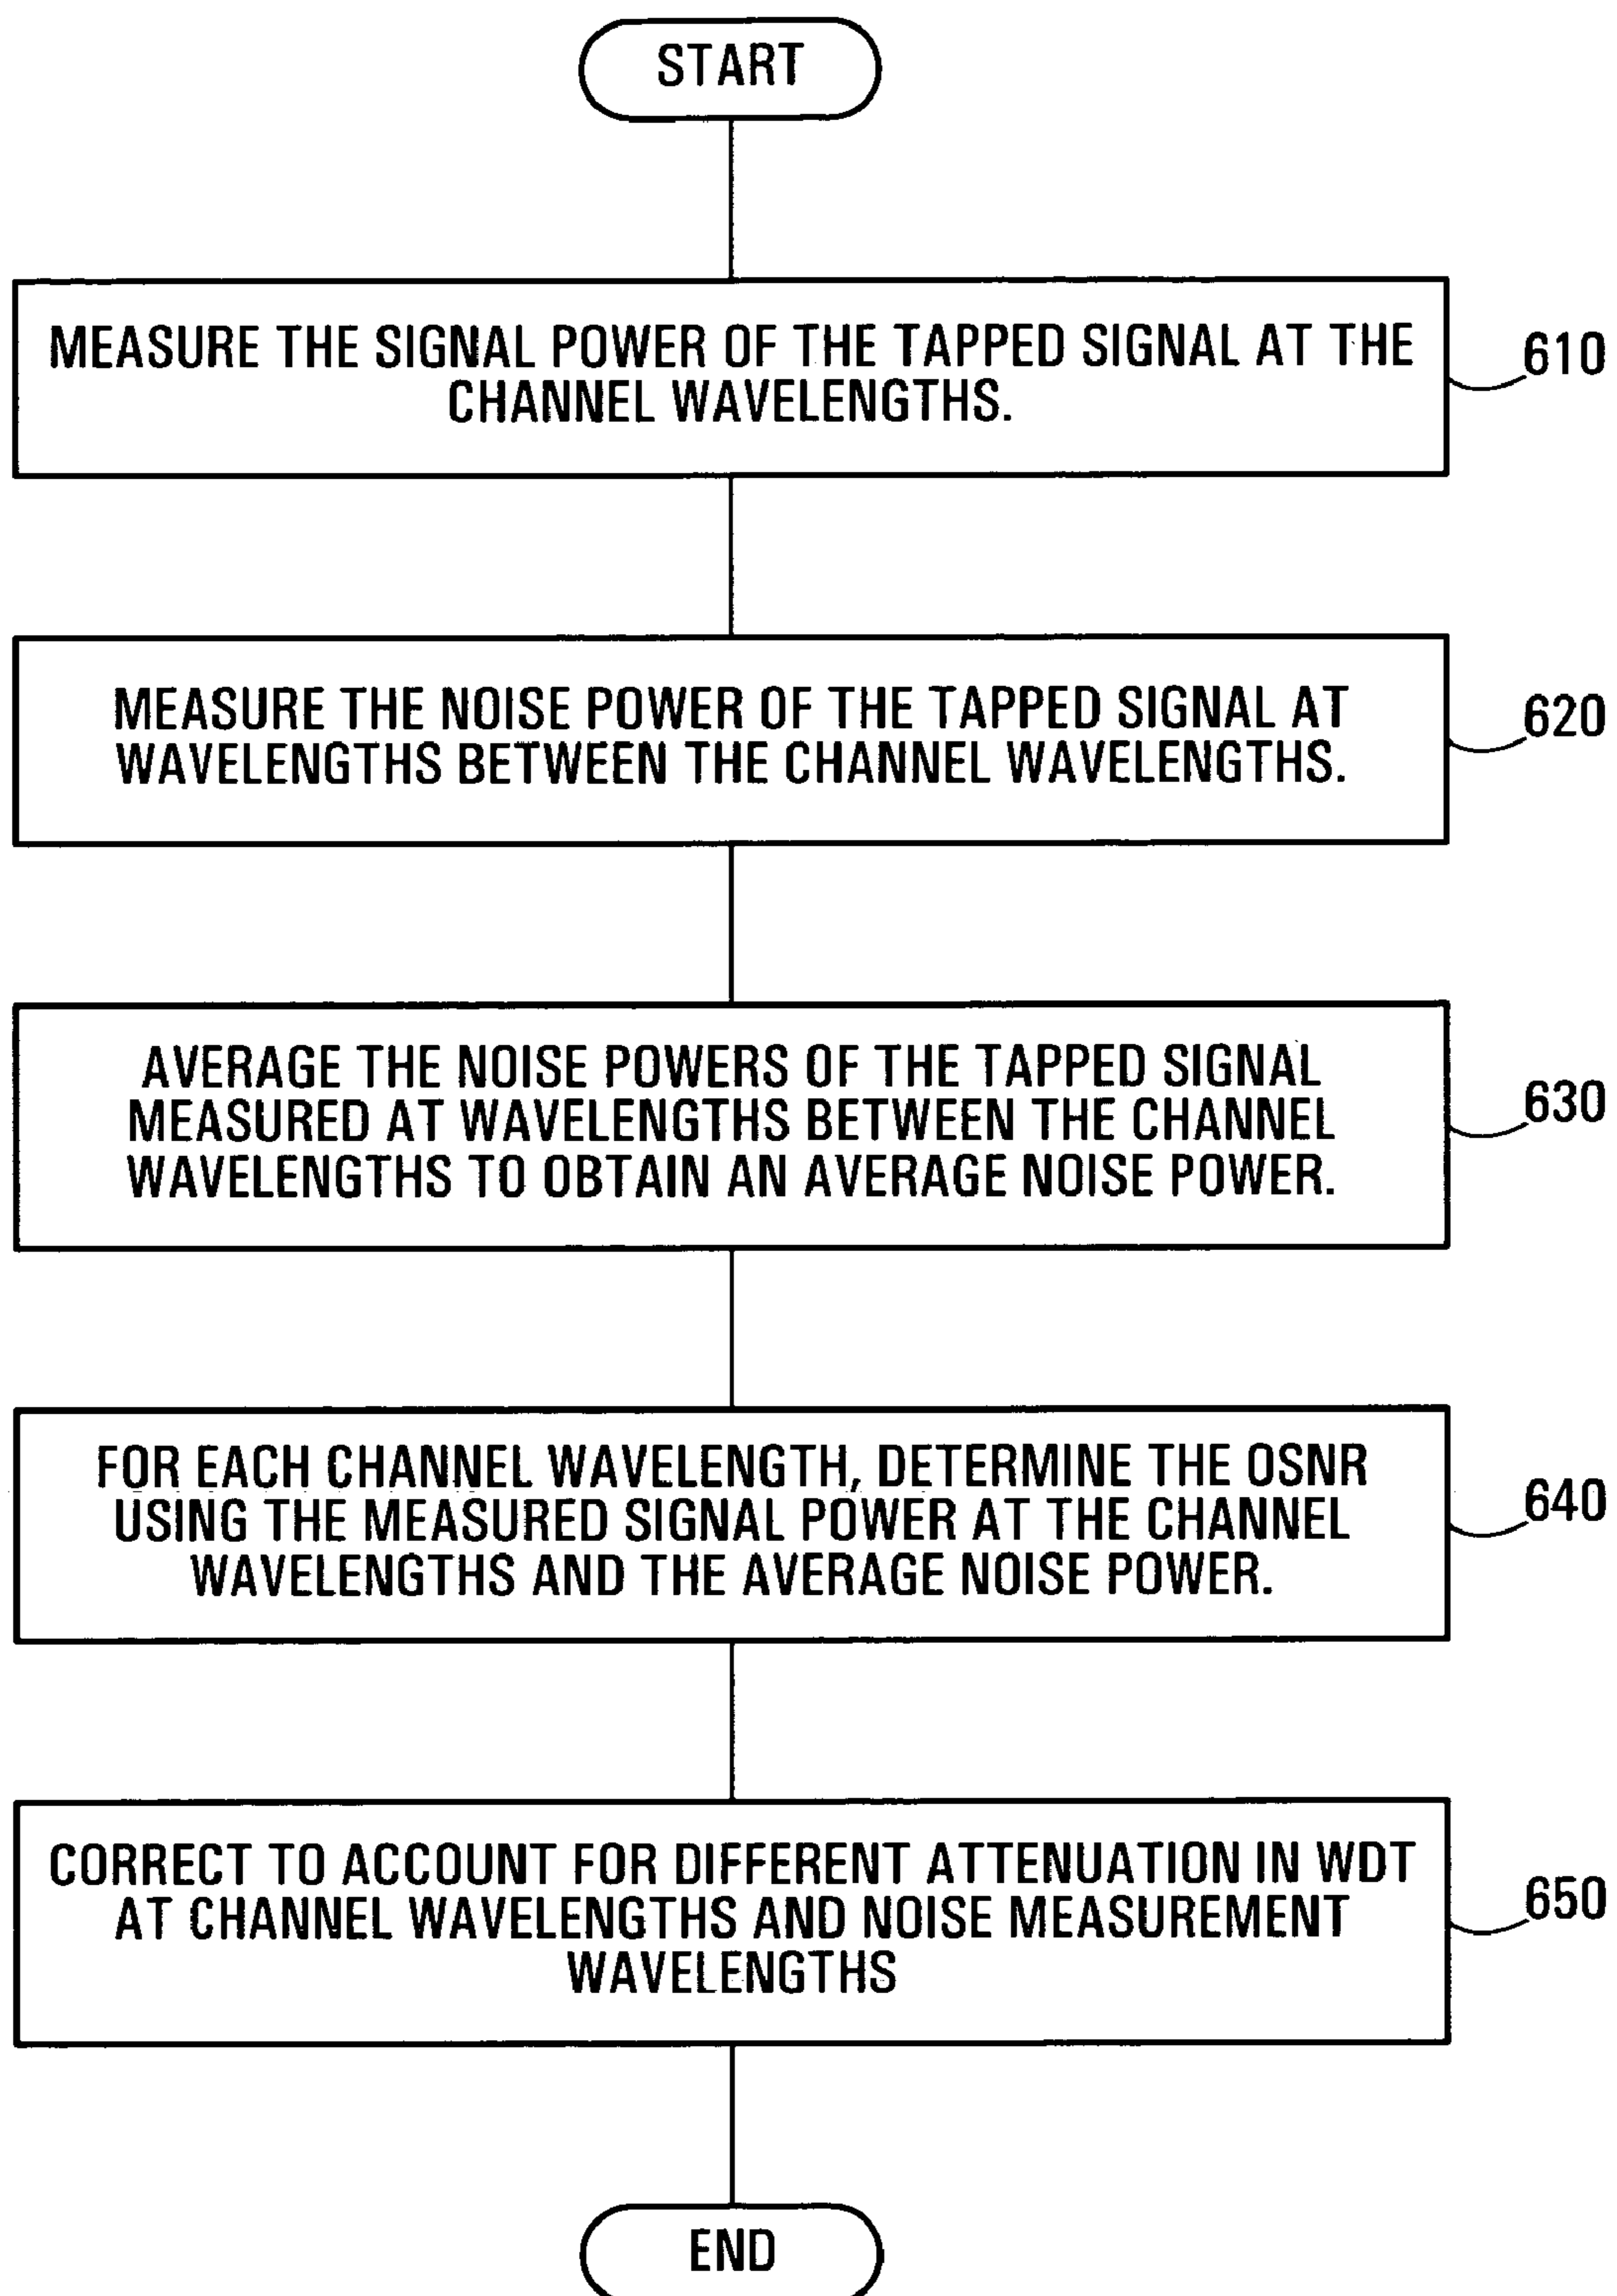 START
MEASURE THE SIGNAL POWER OF THE TAPPED SIGNAL AT THE
CHANNEL WAVELENGTHS.
610
MEASURE THE NOISE POWER OF THE TAPPED SIGNAL AT
WAVELENGTHS BETWEEN THE CHANNEL WAVELENGTHS.
620
AVERAGE THE NOISE POWERS OF THE TAPPED SIGNAL
MEASURED AT WAVELENGTHS BETWEEN THE CHANNEL
WAVELENGTHS TO OBTAIN AN AVERAGE NOISE POWER.
630
FOR EACH CHANNEL WAVELENGTH, DETERMINE THE OSNR
USING THE MEASURED SIGNAL POWER AT THE CHANNEL
WAVELENGTHS AND THE AVERAGE NOISE POWER.
640
CORRECT TO ACCOUNT FOR DIFFERENT ATTENUATION IN WDT
AT CHANNEL WAVELENGTHS AND NOISE MEASUREMENT
WAVELENGTHS
650
END